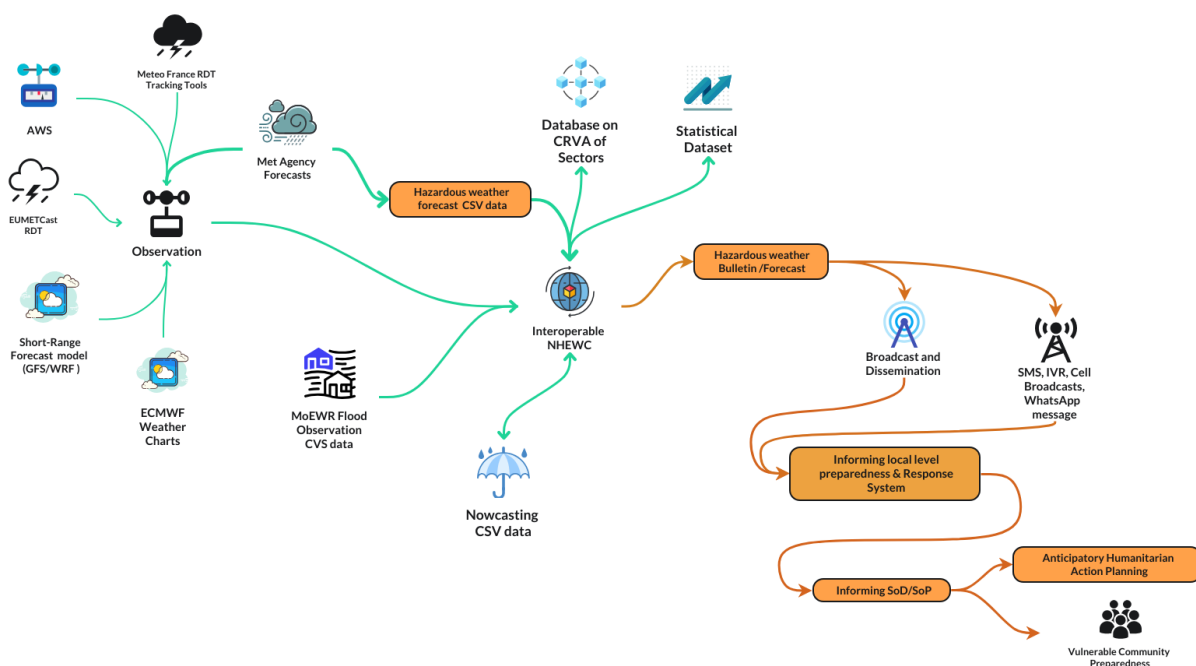 Meteo France RDT
Tracking Tools
AWS
EUMETCast
RDT
Observation
Short-Range
Forecast model
(GFS/WRF )
ECMWF
Weather
Charts
Met Agency
Forecasts
Hazardous weather
forecast CSV data
Database on
CRVA of
Sectors
Statistical
Dataset
Interoperable
NHEWC
MoEWR Flood
Observation
CVS data
Nowcasting
CSV data
Hazardous weather
Bulletin /Forecast
Broadcast and
Dissemination
SMS, IVR, Cell
Broadcasts,
WhatsApp
message
Informing local level
preparedness & Response
System
Informing SoD/SoP
Anticipatory Humanitarian
Action Planning
Vulnerable Community
Preparedness